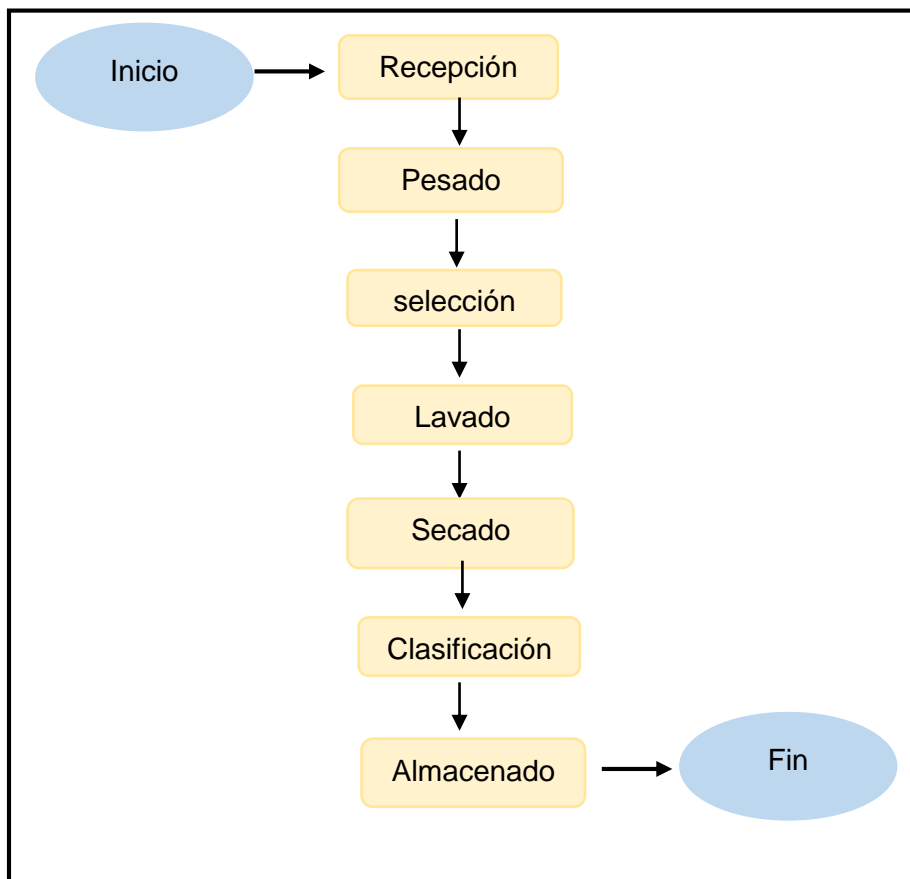 Inicio
Recepción
Pesado
selección
Lavado
Secado
Clasificación
Almacenado
Fin